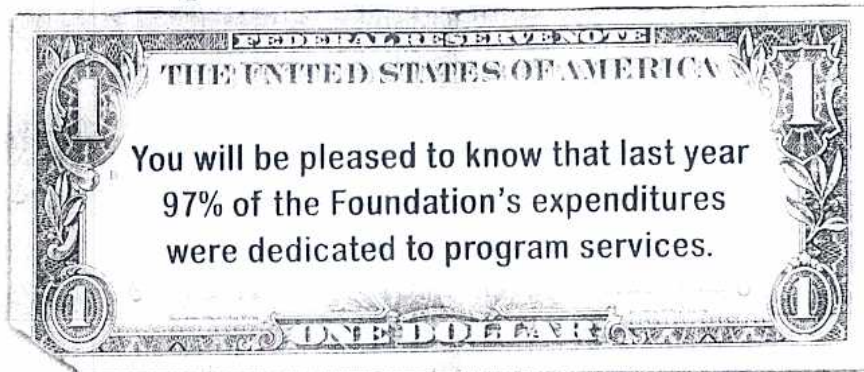 FEDERAL RESERVE NOTE
THE UNITED STATES OF AMERICA
1 1
You will be pleased to know that last year
97% of the Foundation's expenditures
were dedicated to program services.
1 1
ONE DOLLAR